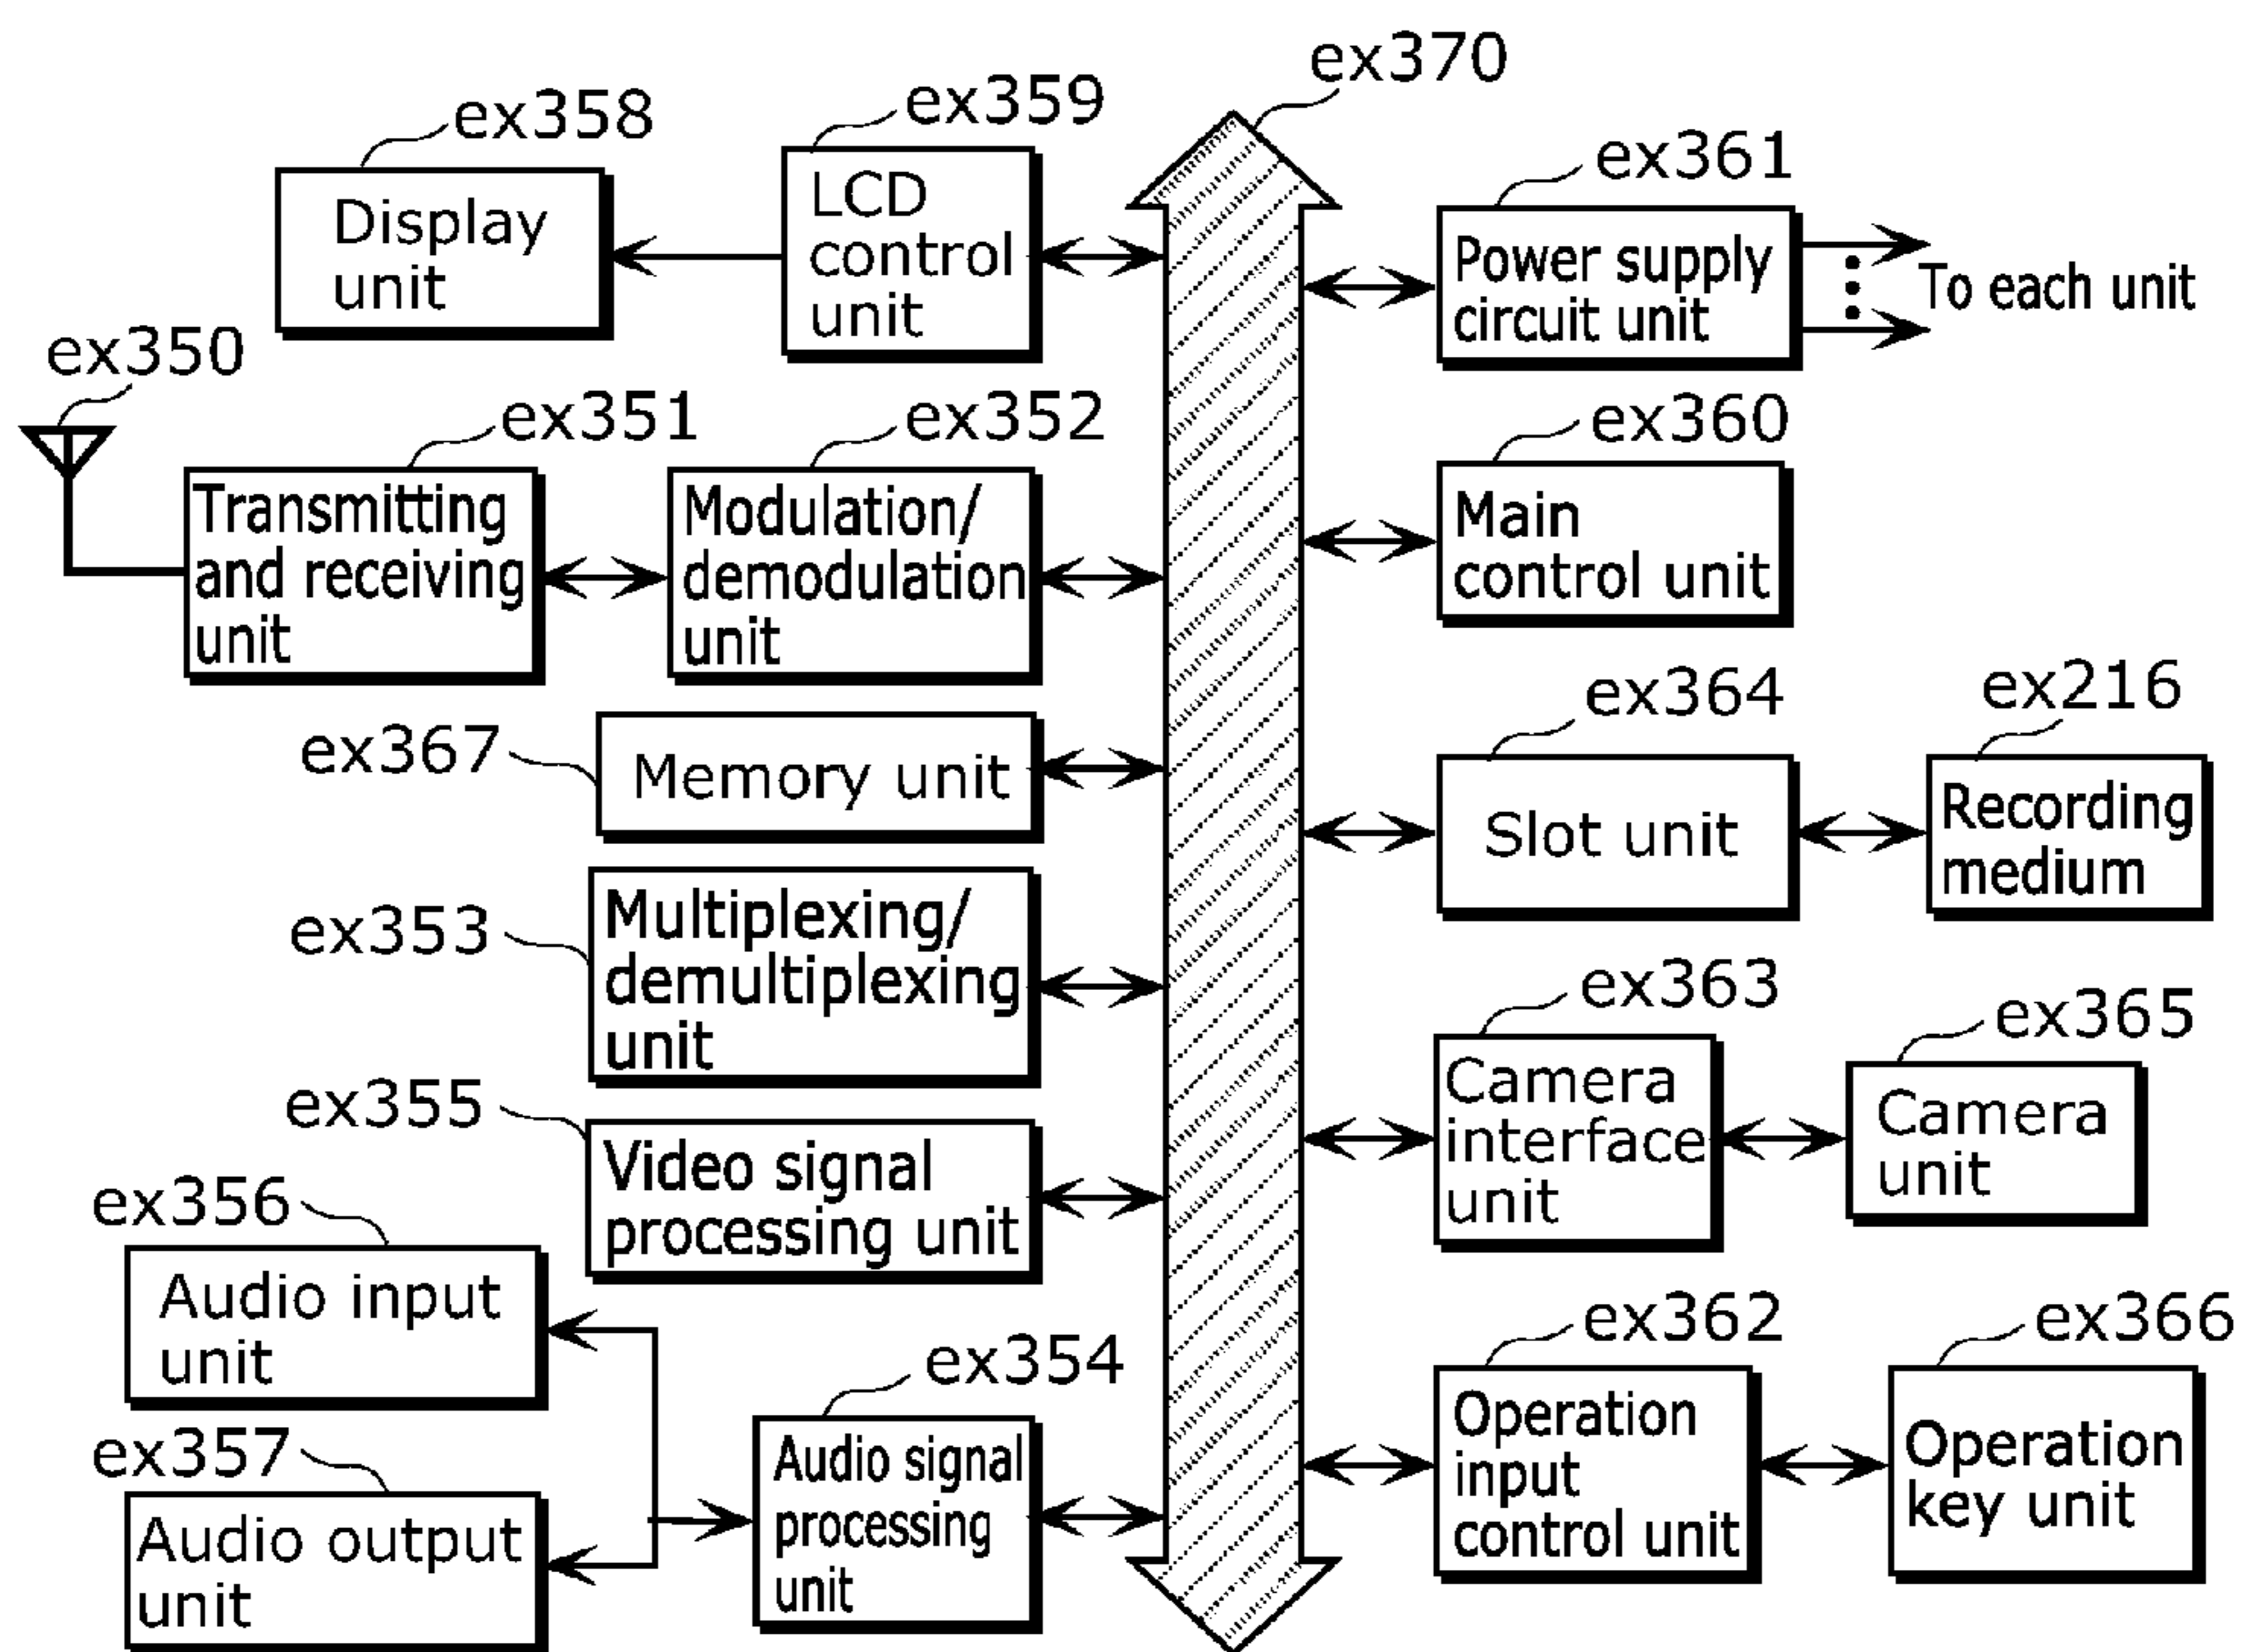 ex370
ex359
ex358
ex361
LCD
control
unit
Display
unit
Power supply
circuit unit
To each unit
ex350
ex351
ex352
ex360
Transmitting
and receiving
unit
Modulation/
demodulation
unit
Main
control unit
ex367
Memory unit
ex364
ex216
Slot unit
Recording
medium
ex353
Multiplexing/
demultiplexing
unit
ex363
ex365
Camera
interface
unit
Camera
unit
ex355
Video signal
processing unit
ex356
Audio input
unit
ex357
Audio output
unit
ex354
Audio signal
processing
unit
ex362
ex366
Operation
input
control unit
Operation
key unit